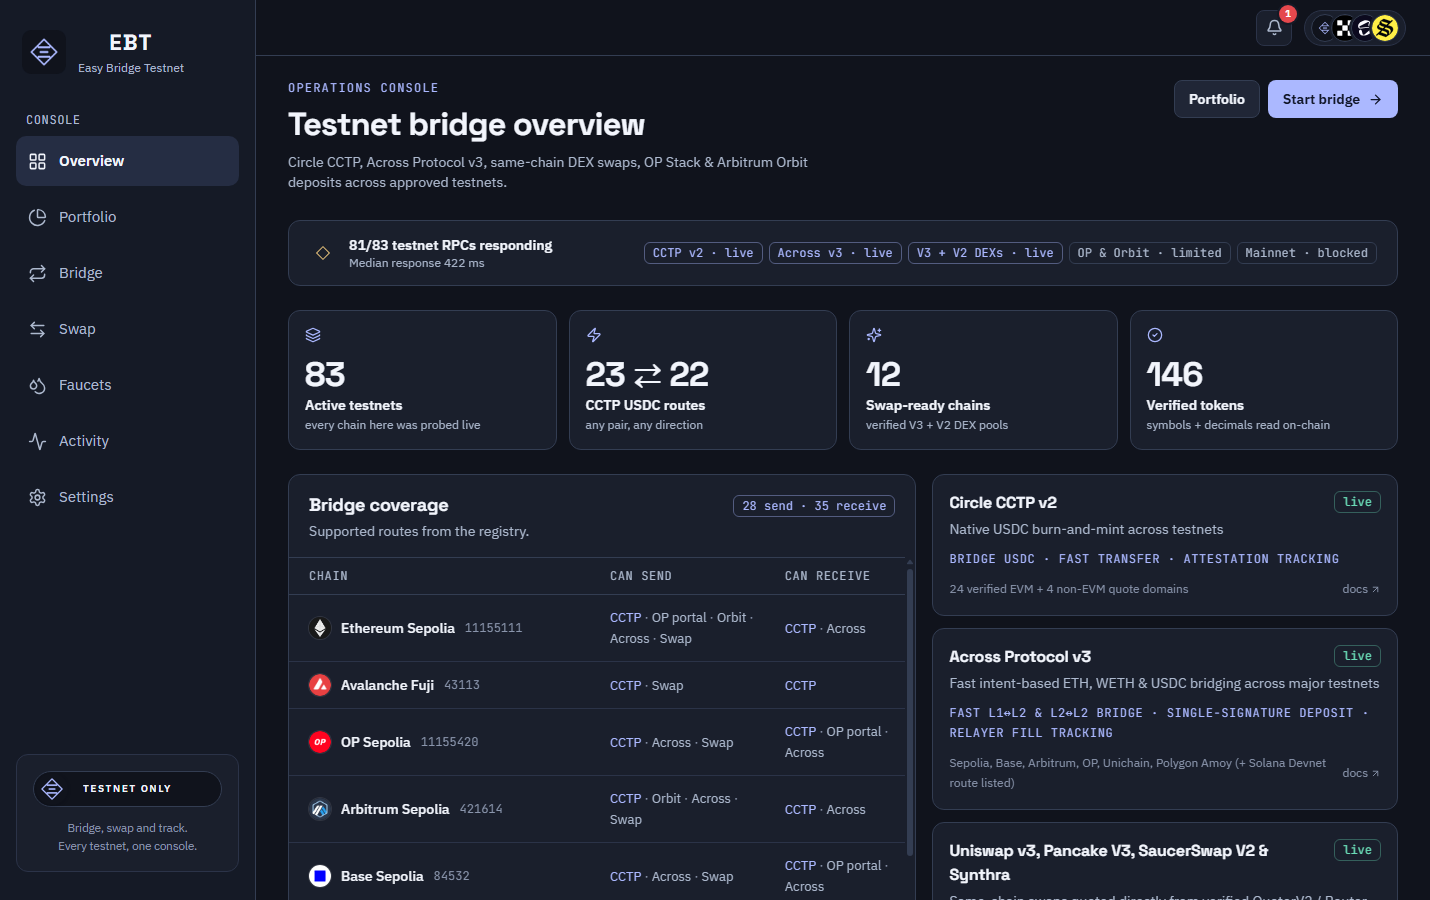 EBT
Easy Bridge Testnet
CONSOLE
Overview
Portfolio
Bridge
Swap
Faucets
Activity
Settings
TESTNET ONLY
Bridge, swap and track.
Every testnet, one console.
1
OPERATIONS CONSOLE
Testnet bridge overview
Circle CCTP, Across Protocol v3, same-chain DEX swaps, OP Stack & Arbitrum Orbit
deposits across approved testnets.
Portfolio
Start bridge →
81/83 testnet RPCs responding
Median response 422 ms
CCTP v2 · live
Across v3 · live
V3 + V2 DEXs · live
OP & Orbit · limited
Mainnet · blocked
83
Active testnets
every chain here was probed live
23 ⇄ 22
CCTP USDC routes
any pair, any direction
12
Swap-ready chains
verified V3 + V2 DEX pools
146
Verified tokens
symbols + decimals read on-chain
Bridge coverage
28 send · 35 receive
Supported routes from the registry.
CHAIN CAN SEND CAN RECEIVE
Ethereum Sepolia 11155111
CCTP · OP portal · Orbit ·
Across · Swap
CCTP · Across
Avalanche Fuji 43113
CCTP · Swap
CCTP
OP
OP Sepolia 11155420
CCTP · Across · Swap
CCTP · OP portal ·
Across
Arbitrum Sepolia 421614
CCTP · Orbit · Across ·
Swap
CCTP · Across
Base Sepolia 84532
CCTP · Across · Swap
CCTP · OP portal ·
Across
Circle CCTP v2
live
Native USDC burn-and-mint across testnets
BRIDGE USDC · FAST TRANSFER · ATTESTATION TRACKING
24 verified EVM + 4 non-EVM quote domains
docs ↗
Across Protocol v3
live
Fast intent-based ETH, WETH & USDC bridging across major testnets
FAST L1↔L2 & L2↔L2 BRIDGE · SINGLE-SIGNATURE DEPOSIT ·
RELAYER FILL TRACKING
Sepolia, Base, Arbitrum, OP, Unichain, Polygon Amoy (+ Solana Devnet
route listed)
docs ↗
Uniswap v3, Pancake V3, SaucerSwap V2 &
Synthra
live
Same-chain swaps quoted directly from verified QuoterV2 / Router